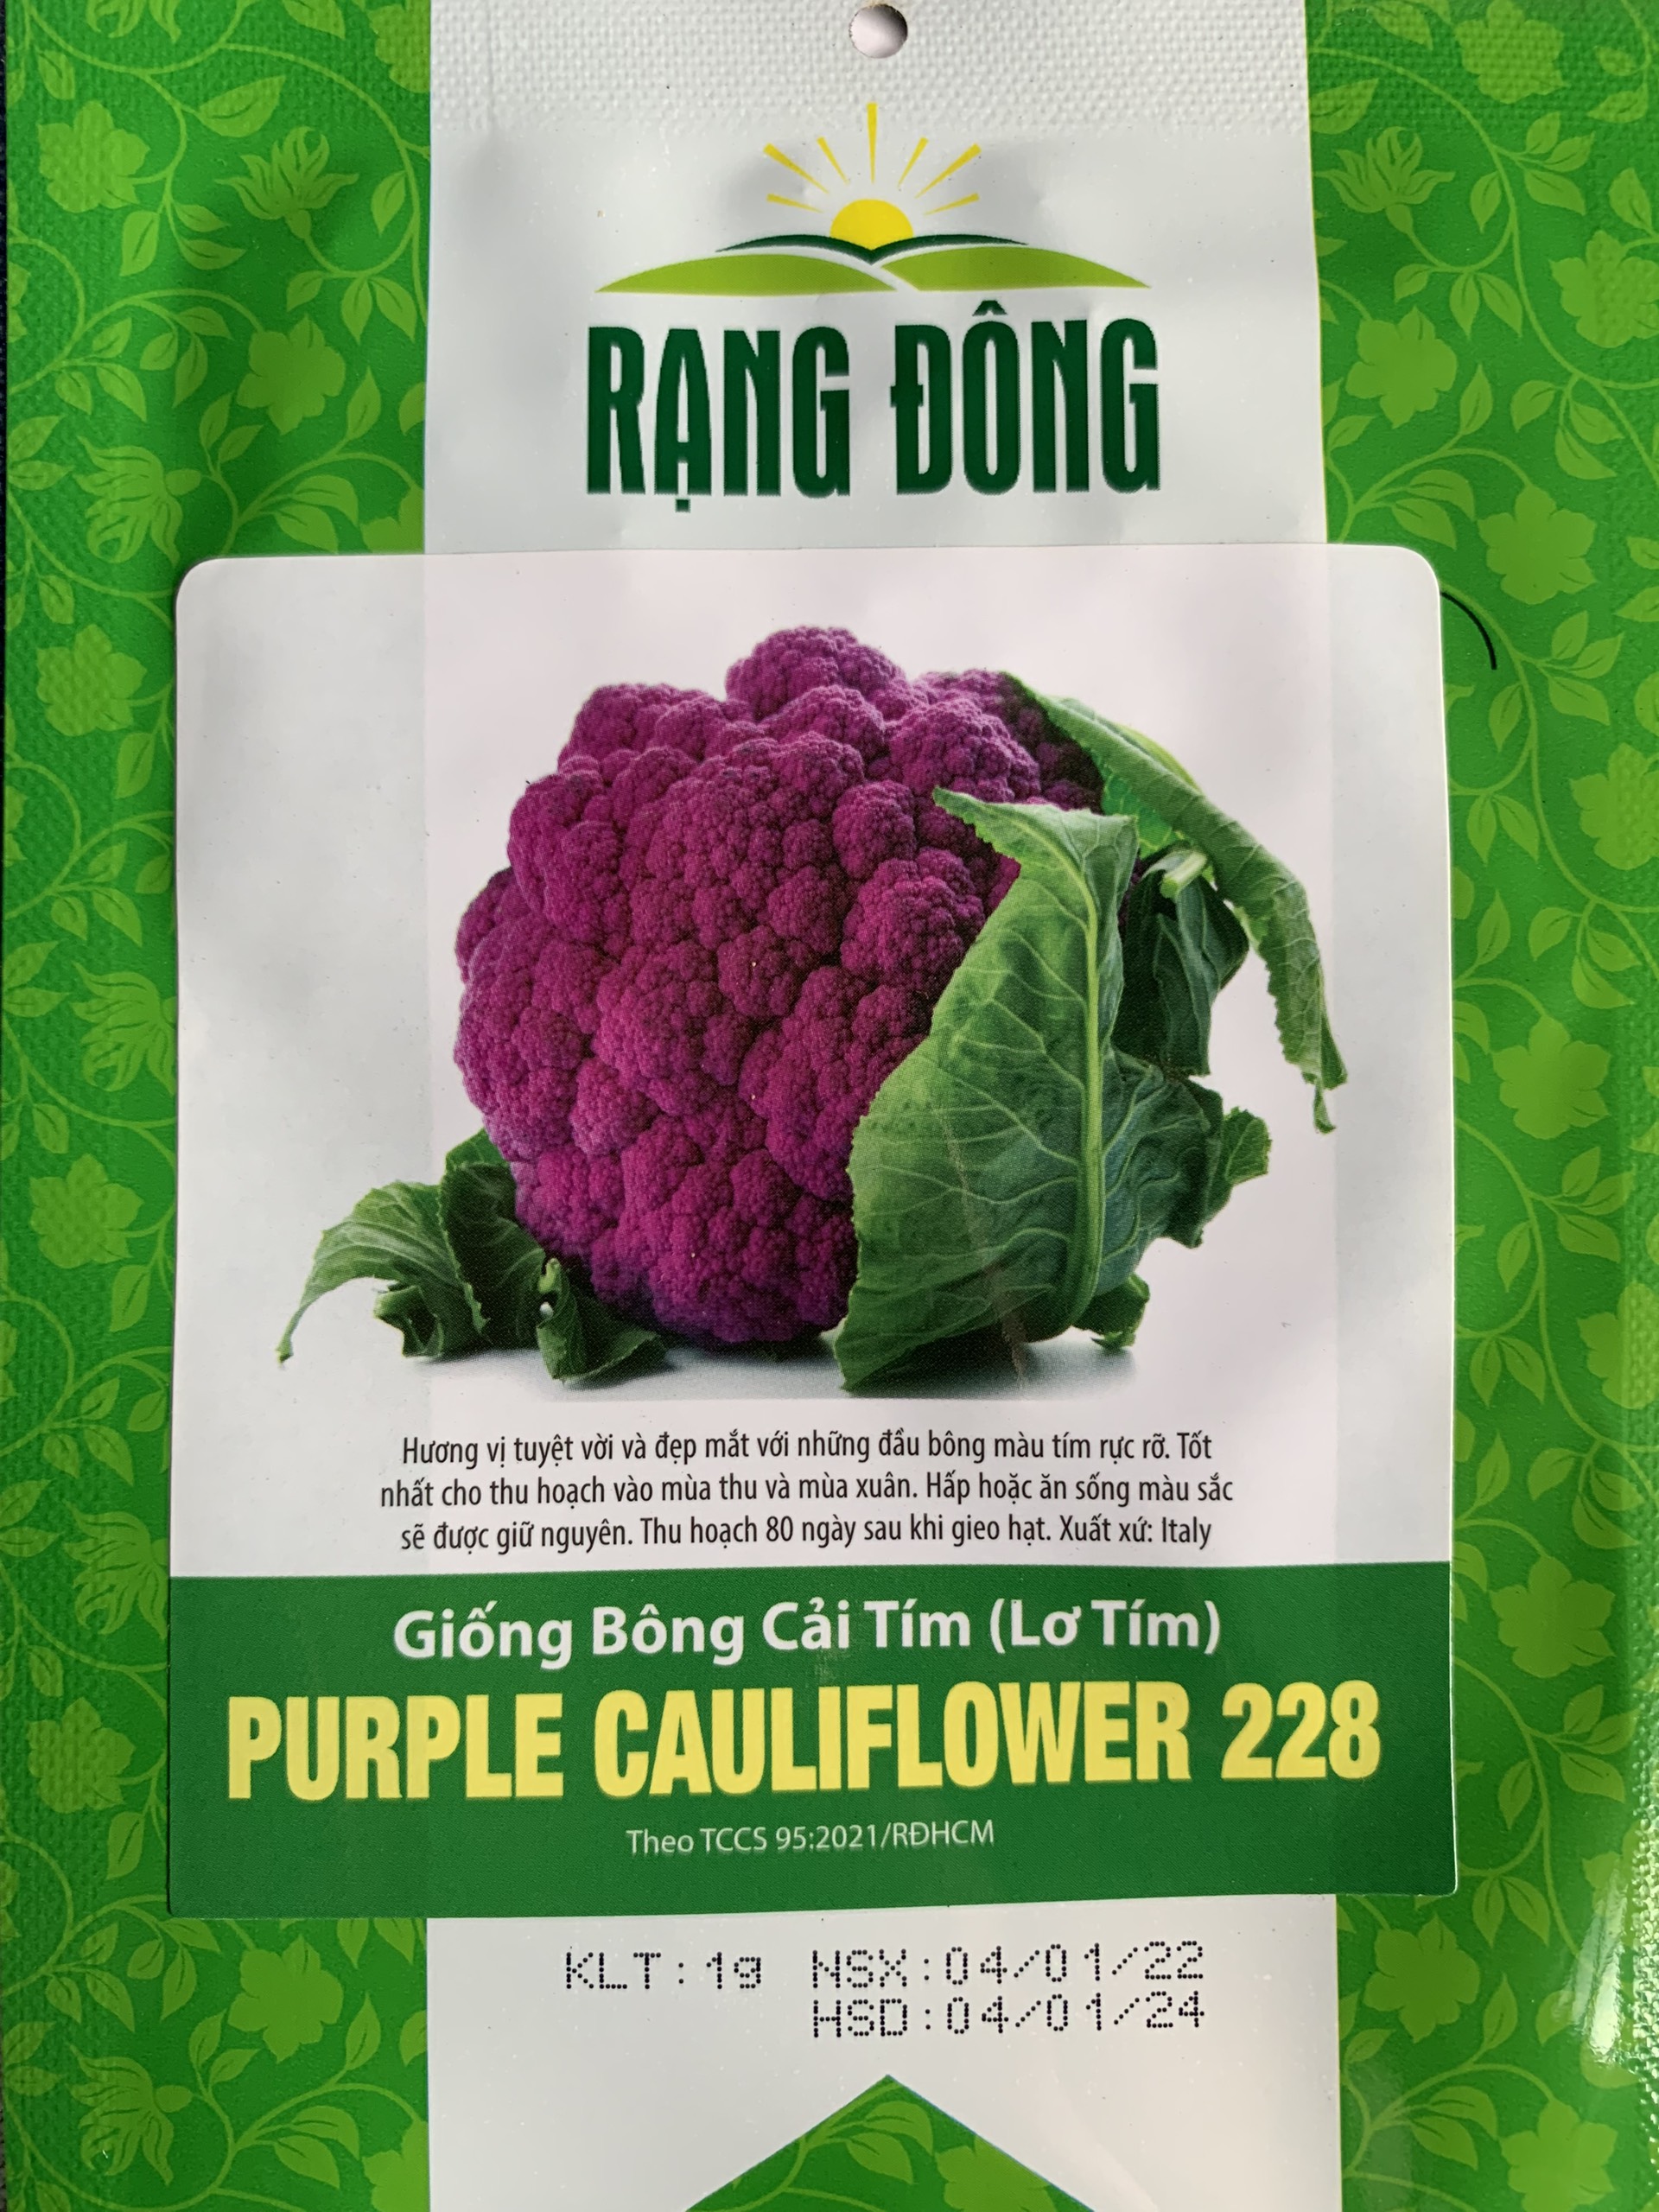 RẠNG ĐÔNG
Hương vị tuyệt vời và đẹp mắt với những đầu bông màu tím rực rỡ. Tốt
nhất cho thu hoạch vào mùa thu và mùa xuân. Hấp hoặc ăn sống màu sắc
sẽ được giữ nguyên. Thu hoạch 80 ngày sau khi gieo hạt. Xuất xứ: Italy
Giống Bông Cải Tím (Lơ Tím)
PURPLE CAULIFLOWER 228
Theo TCCS 95:2021/RĐHCM
KLT:1g NSX:04/01/22
HSD:04/01/24